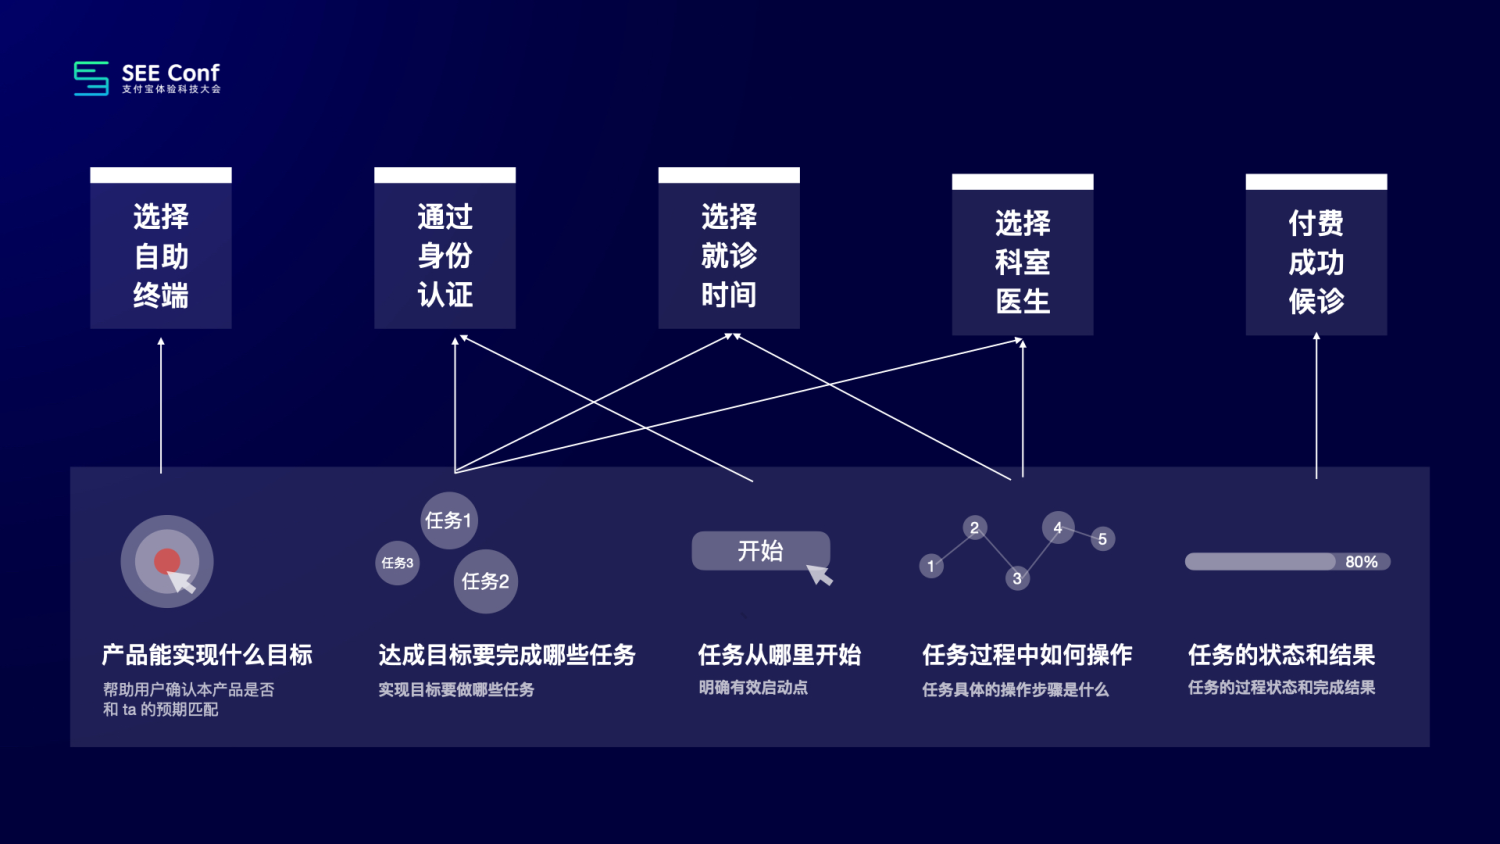 SEE Conf
支付宝体验科技大会
选择
自助
终端
通过
身份
认证
选择
就诊
时间
选择
科室
医生
付费
成功
候诊
任务1
任务3
任务2
开始
1
2
3
4
5
80%
产品能实现什么目标
帮助用户确认本产品是否
和 ta 的预期匹配
达成目标要完成哪些任务
实现目标要做哪些任务
任务从哪里开始
明确有效启动点
任务过程中如何操作
任务具体的操作步骤是什么
任务的状态和结果
任务的过程状态和完成结果